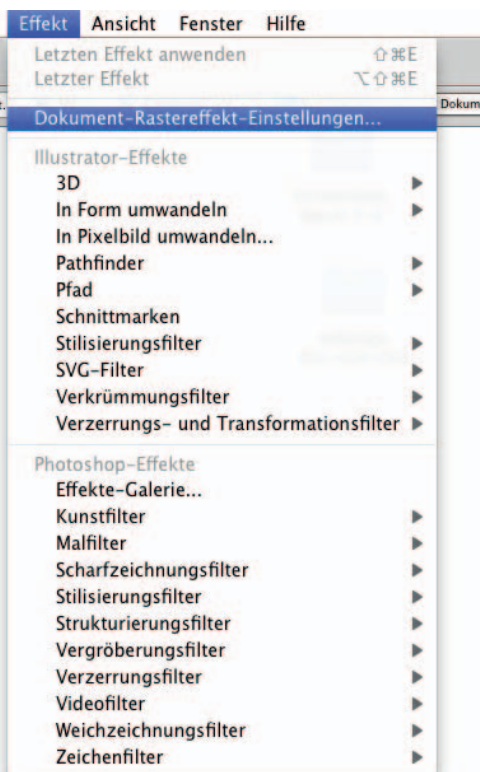 Effekt Ansicht Fenster Hilfe
Letzten Effekt anwenden ⇧⌘E
Letzter Effekt ⌥⇧⌘E
t.
Dokument-Rastereffekt-Einstellungen... Dokum
Illustrator-Effekte
3D
In Form umwandeln
In Pixelbild umwandeln...
Pathfinder
Pfad
Schnittmarken
Stilisierungsfilter
SVG-Filter
Verkrümmungsfilter
Verzerrungs- und Transformationsfilter
Photoshop-Effekte
Effekte-Galerie...
Kunstfilter
Malfilter
Scharfzeichnungsfilter
Stilisierungsfilter
Strukturierungsfilter
Vergröberungsfilter
Verzerrungsfilter
Videofilter
Weichzeichnungsfilter
Zeichenfilter